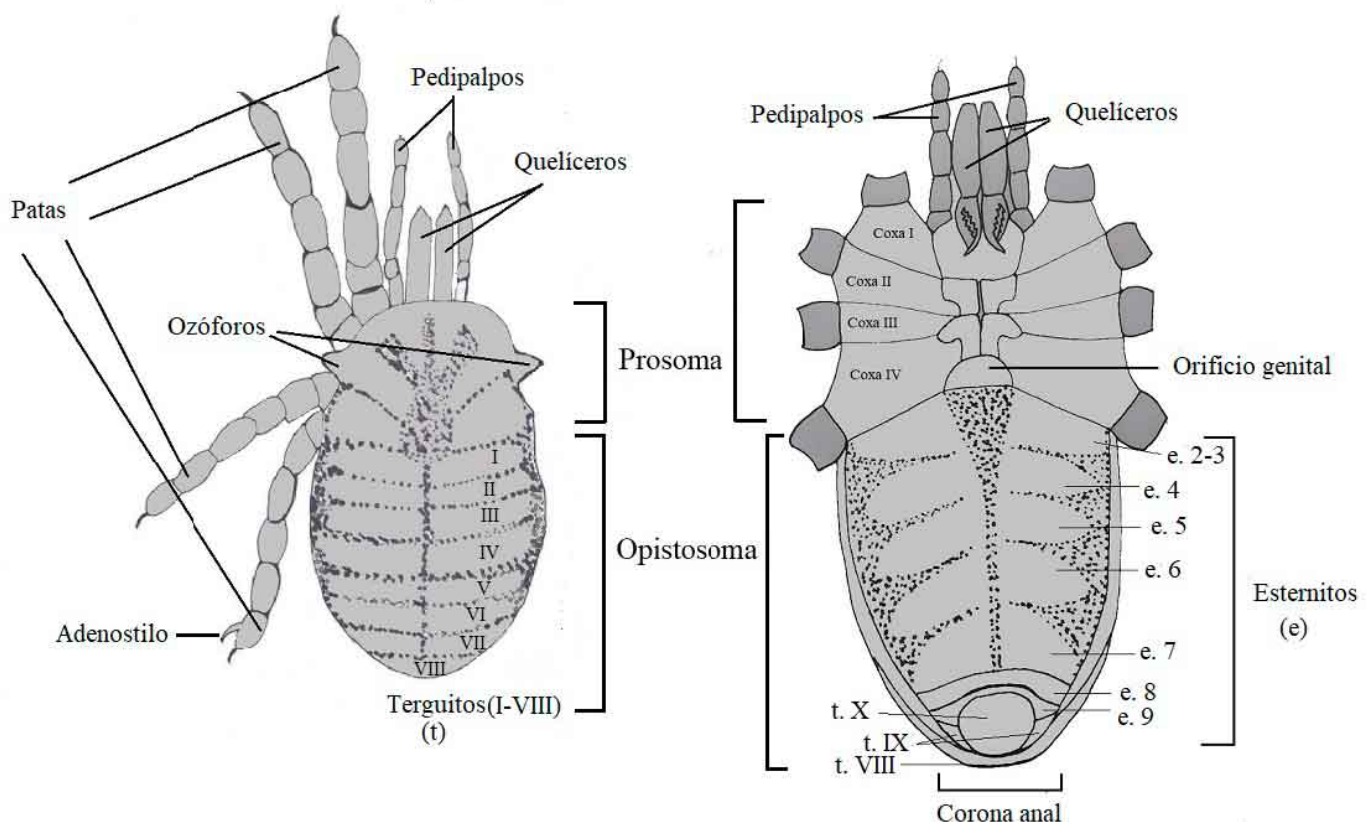 Pedipalpos
Quelíceros
Patas
Ozóforos
Prosoma
I
II
III
IV
V
VI
VII
VIII
Opistosoma
Adenostilo
Terguitos(I-VIII)
(t)
Pedipalpos
Quelíceros
Coxa I
Coxa II
Coxa III
Coxa IV
Orificio genital
e. 2-3
e. 4
e. 5
e. 6
e. 7
e. 8
e. 9
Esternitos
(e)
t. X
t. IX
t. VIII
Corona anal